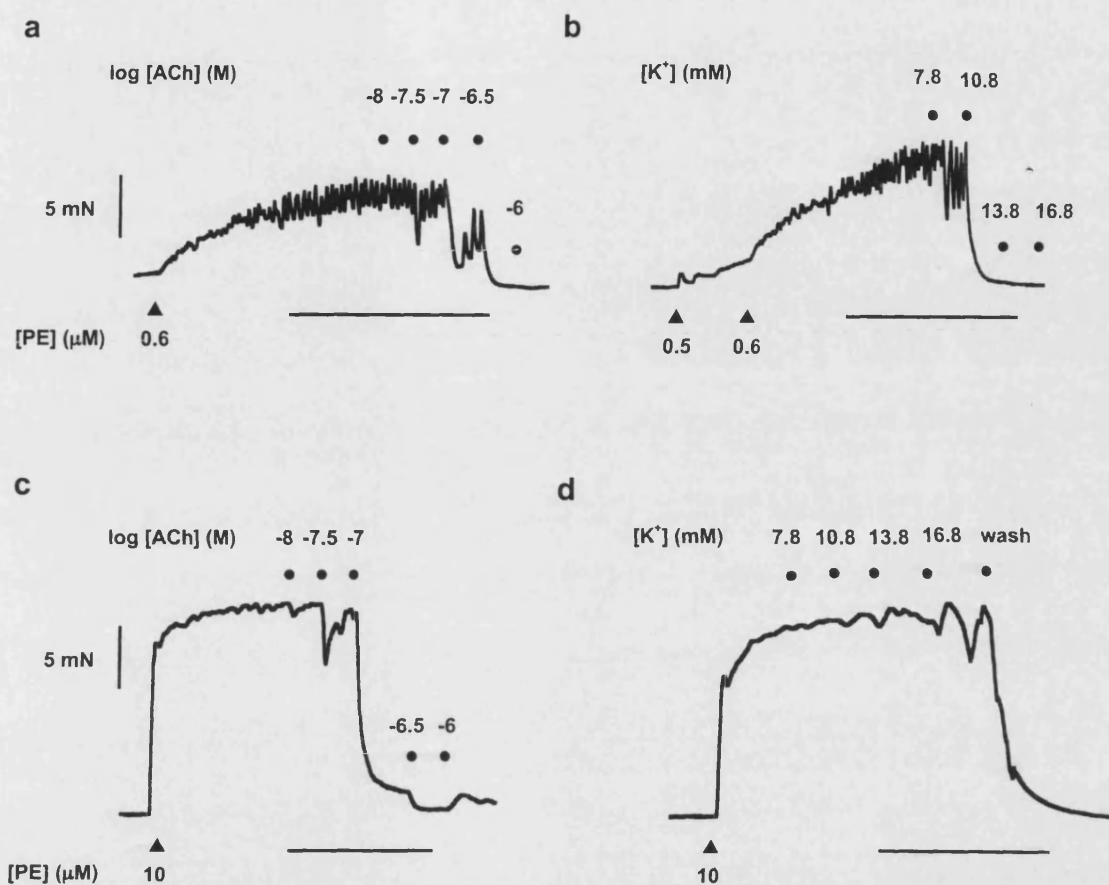 a
log [ACh] (M)
-8 -7.5 -7 -6.5
-6
5 mN
[PE] (μM) 0.6
b
[K+] (mM)
7.8 10.8
13.8 16.8
0.5 0.6
c
log [ACh] (M) -8 -7.5 -7
5 mN
-6.5 -6
[PE] (μM) 10
d
[K+] (mM) 7.8 10.8 13.8 16.8 wash
10